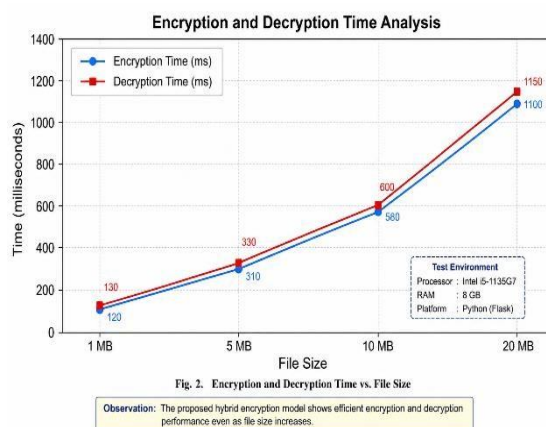 Encryption and Decryption Time Analysis
1400
1200
1000
800
600
400
200
0
Time (milliseconds)
Encryption Time (ms)
Decryption Time (ms)
130
120
330
310
600
580
1150
1100
Test Environment
Processor : Intel i5-1135G7
RAM : 8 GB
Platform : Python (Flask)
1 MB 5 MB 10 MB 20 MB
File Size
Fig. 2. Encryption and Decryption Time vs. File Size
Observation: The proposed hybrid encryption model shows efficient encryption and decryption
performance even as file size increases.